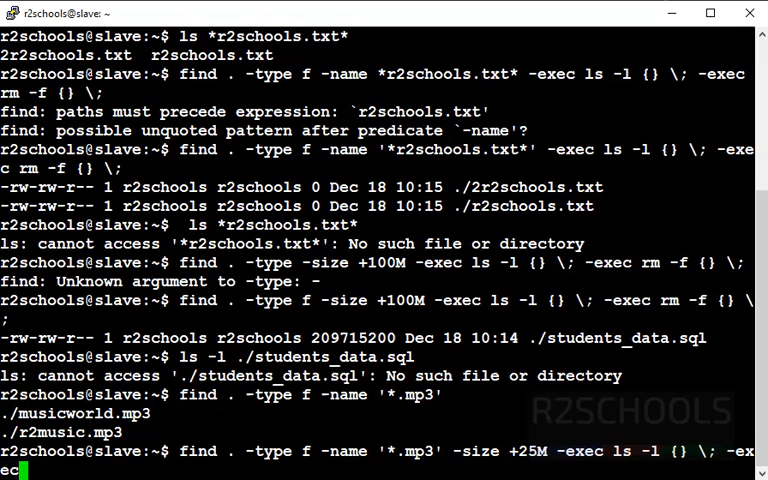 r2schools@slave: ~
r2schools@slave:~$ ls *r2schools.txt*
2r2schools.txt  r2schools.txt
r2schools@slave:~$ find . -type f -name *r2schools.txt* -exec ls -l {} \; -exec
rm -f {} \;
find: paths must precede expression: `r2schools.txt'
find: possible unquoted pattern after predicate `-name'?
r2schools@slave:~$ find . -type f -name '*r2schools.txt*' -exec ls -l {} \; -exe
c rm -f {} \;
-rw-rw-r-- 1 r2schools r2schools 0 Dec 18 10:15 ./2r2schools.txt
-rw-rw-r-- 1 r2schools r2schools 0 Dec 18 10:15 ./r2schools.txt
r2schools@slave:~$  ls *r2schools.txt*
ls: cannot access '*r2schools.txt*': No such file or directory
r2schools@slave:~$ find . -type -size +100M -exec ls -l {} \; -exec rm -f {} \;
find: Unknown argument to -type: -
r2schools@slave:~$ find . -type f -size +100M -exec ls -l {} \; -exec rm -f {} \
;
-rw-rw-r-- 1 r2schools r2schools 209715200 Dec 18 10:14 ./students_data.sql
r2schools@slave:~$ ls -l ./students_data.sql
ls: cannot access './students_data.sql': No such file or directory
r2schools@slave:~$ find . -type f -name '*.mp3'
./musicworld.mp3
./r2music.mp3
R2SCHOOLS
r2schools@slave:~$ find . -type f -name '*.mp3' -size +25M -exec ls -l {} \; -ex
ec